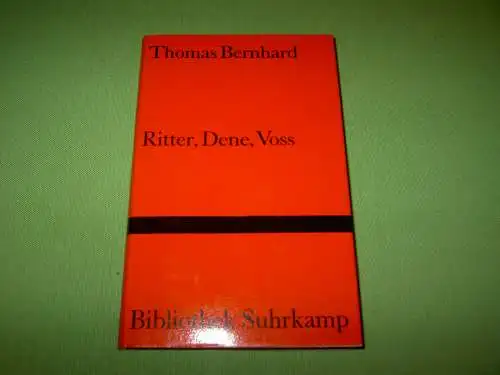 Thomas Bernhard
Ritter, Dene, Voss
Bibliothek Suhrkamp